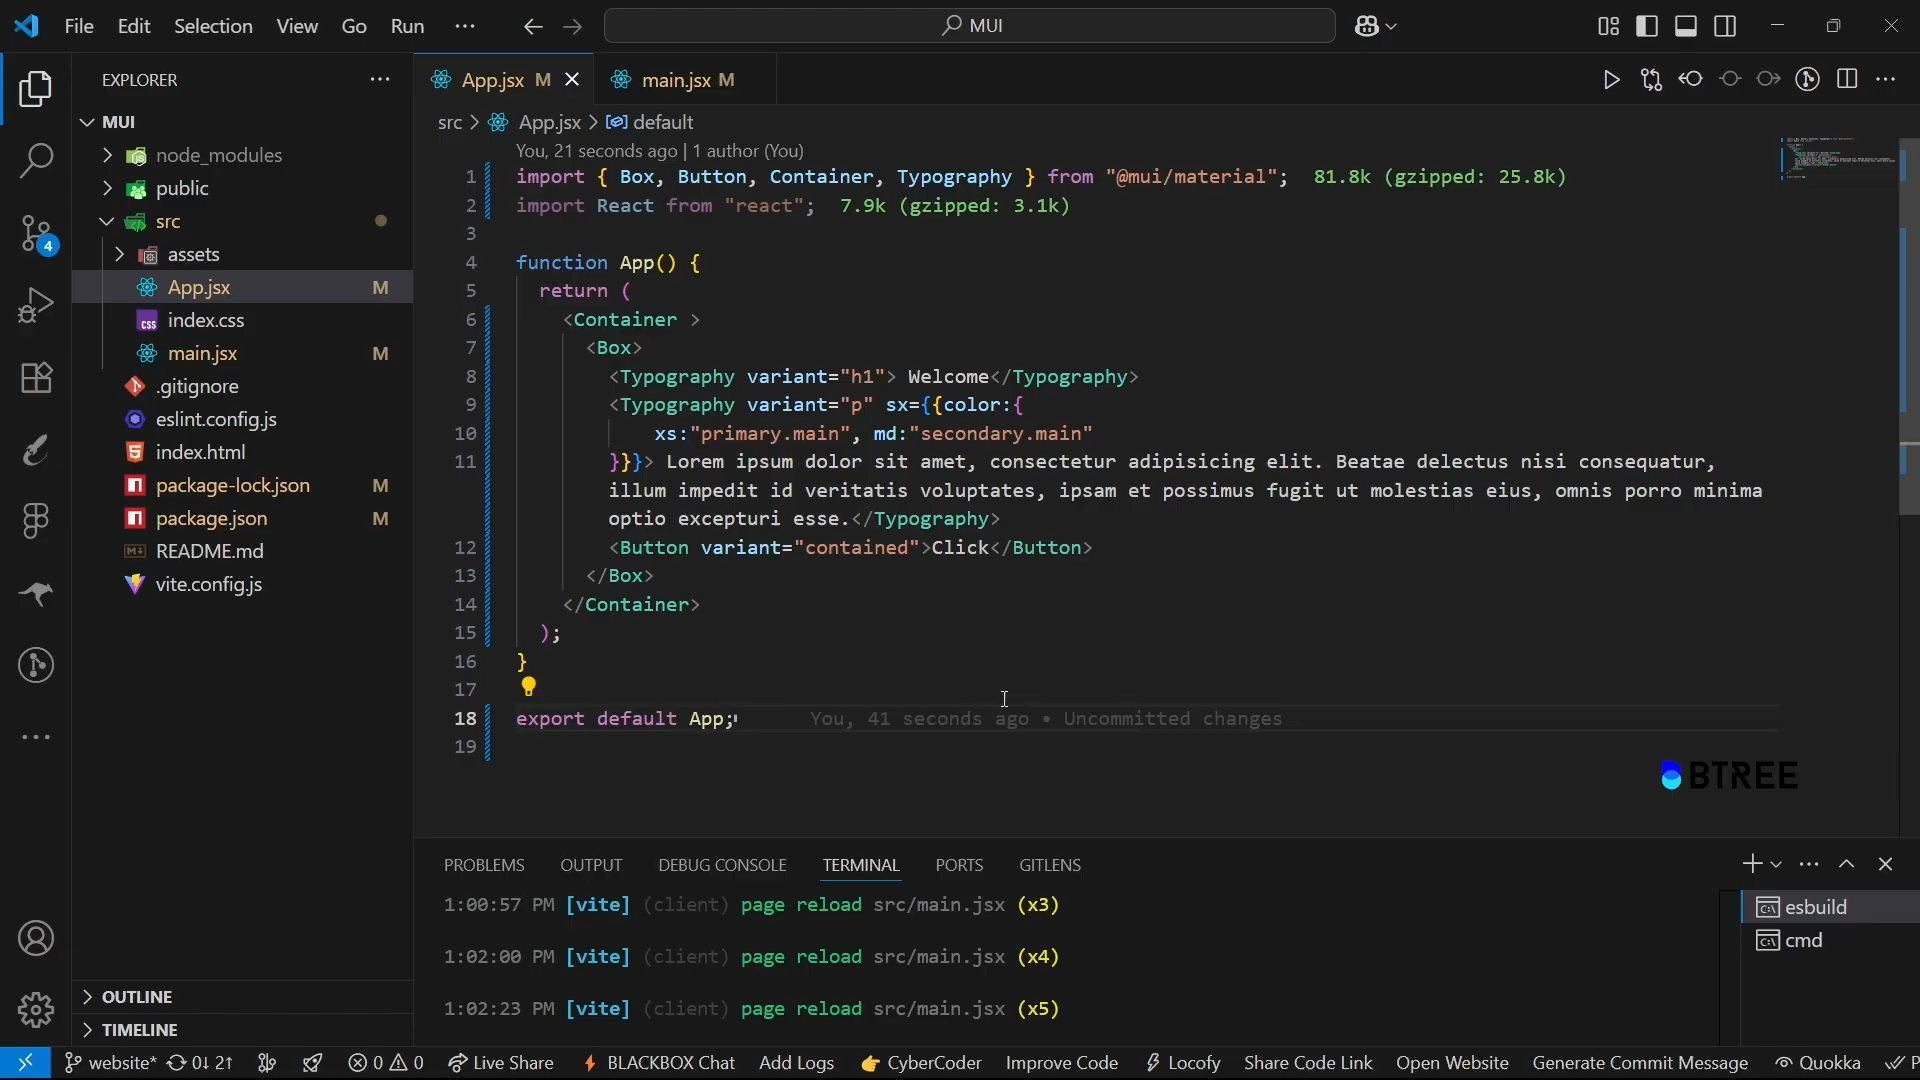 File Edit Selection View Go Run ··· MUI
EXPLORER ···
MUI
node_modules
public
src
assets
App.jsx M
index.css
main.jsx M
.gitignore
eslint.config.js
index.html
package-lock.json M
package.json M
README.md
vite.config.js
OUTLINE
TIMELINE
4
App.jsx M main.jsx M
src > App.jsx > default
You, 21 seconds ago | 1 author (You)
1 import { Box, Button, Container, Typography } from "@mui/material"; 81.8k (gzipped: 25.8k)
2 import React from "react"; 7.9k (gzipped: 3.1k)
3
4 function App() {
5 return (
6 <Container >
7 <Box>
8 <Typography variant="h1"> Welcome</Typography>
9 <Typography variant="p" sx={{color:{
10 xs:"primary.main", md:"secondary.main"
11 }}}> Lorem ipsum dolor sit amet, consectetur adipisicing elit. Beatae delectus nisi consequatur,
illum impedit id veritatis voluptates, ipsam et possimus fugit ut molestias eius, omnis porro minima
optio excepturi esse.</Typography>
12 <Button variant="contained">Click</Button>
13 </Box>
14 </Container>
15 );
16 }
17
18 export default App; You, 41 seconds ago • Uncommitted changes
19
BTREE
PROBLEMS OUTPUT DEBUG CONSOLE TERMINAL PORTS GITLENS
1:00:57 PM [vite] (client) page reload src/main.jsx (x3)
1:02:00 PM [vite] (client) page reload src/main.jsx (x4)
1:02:23 PM [vite] (client) page reload src/main.jsx (x5)
esbuild
cmd
website* 0↓ 2↑ 0 0 Live Share BLACKBOX Chat Add Logs CyberCoder Improve Code Locofy Share Code Link Open Website Generate Commit Message Quokka P